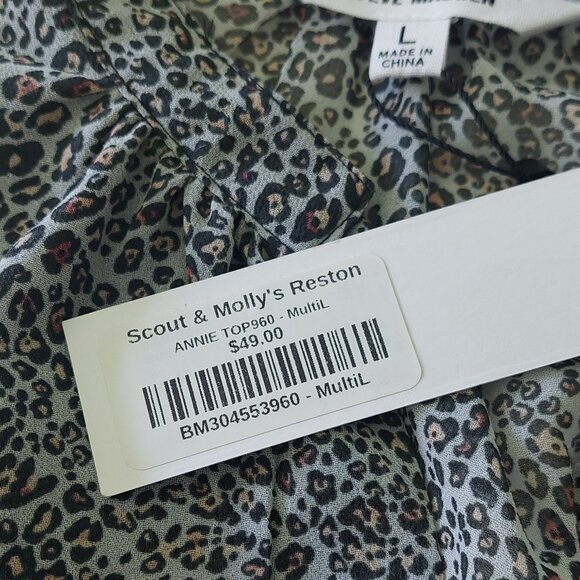 L
MADE IN
CHINA
Scout & Molly's Reston
ANNIE TOP960 - MultiL
$49.00
BM304553960 - MultiL